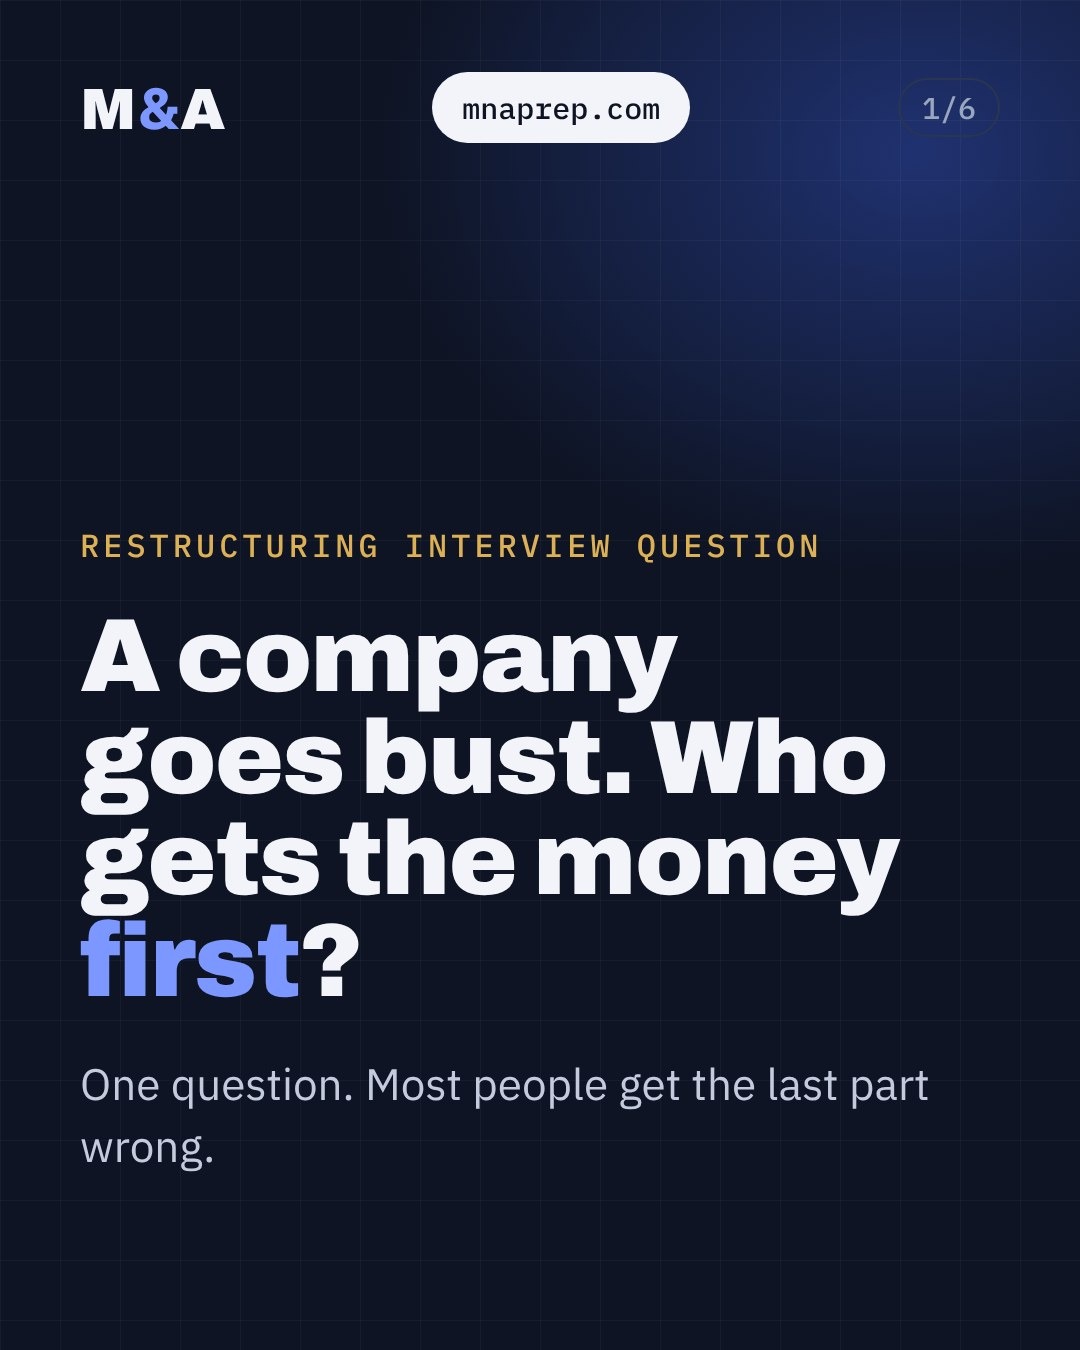 M&A
mnaprep.com
1/6
RESTRUCTURING INTERVIEW QUESTION
A company
goes bust. Who
gets the money
first?
One question. Most people get the last part
wrong.